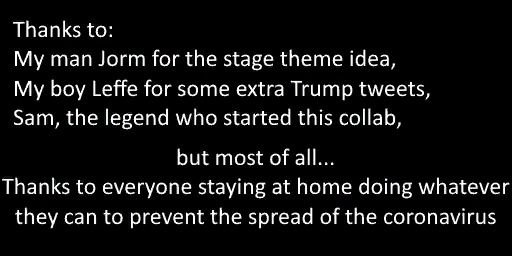 Thanks to:
My man Jorm for the stage theme idea,
My boy Leffe for some extra Trump tweets,
Sam, the legend who started this collab,
but most of all...
Thanks to everyone staying at home doing whatever
they can to prevent the spread of the coronavirus